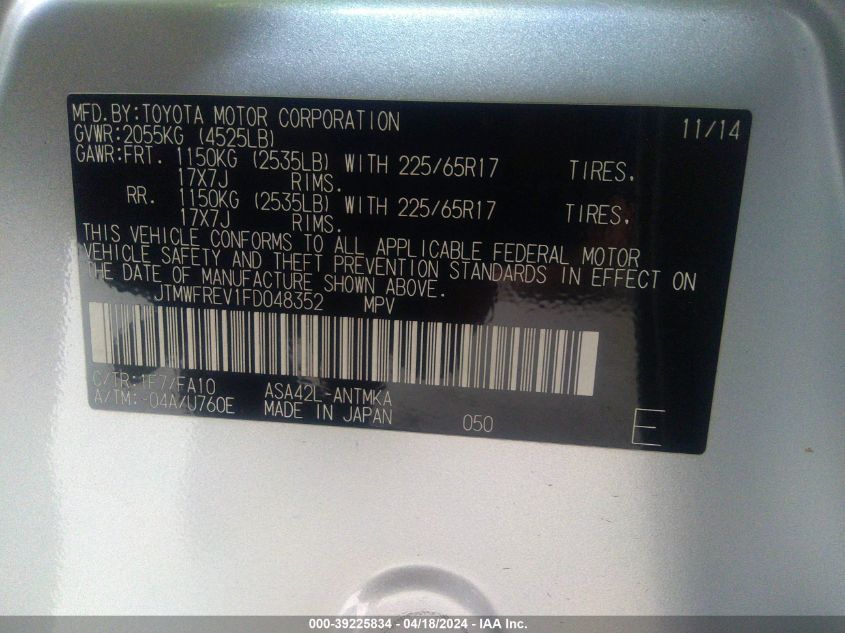 MFD.BY:TOYOTA MOTOR CORPORATION 11/14
GVWR:2055KG (4525LB)
GAWR:FRT. 1150KG (2535LB) WITH 225/65R17 TIRES,
17X7J RIMS.
RR. 1150KG (2535LB) WITH 225/65R17 TIRES,
17X7J RIMS.
THIS VEHICLE CONFORMS TO ALL APPLICABLE FEDERAL MOTOR
VEHICLE SAFETY AND THEFT PREVENTION STANDARDS IN EFFECT ON
THE DATE OF MANUFACTURE SHOWN ABOVE.
JTMWFREV1FD048352 MPV
C/TR:1F7/FA10 ASA42L-ANTMKA
A/TM:-04A/U760E MADE IN JAPAN 050 E
000-39225834 - 04/18/2024 - IAA Inc.